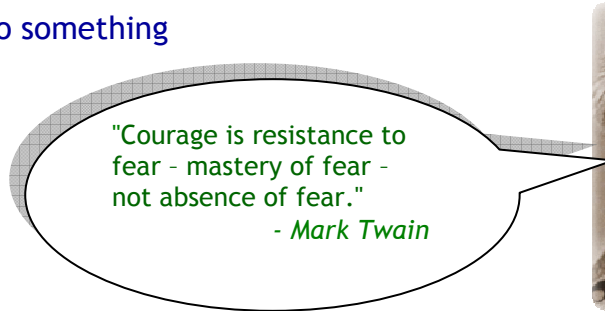 o something
"Courage is resistance to
fear – mastery of fear –
not absence of fear."
- Mark Twain